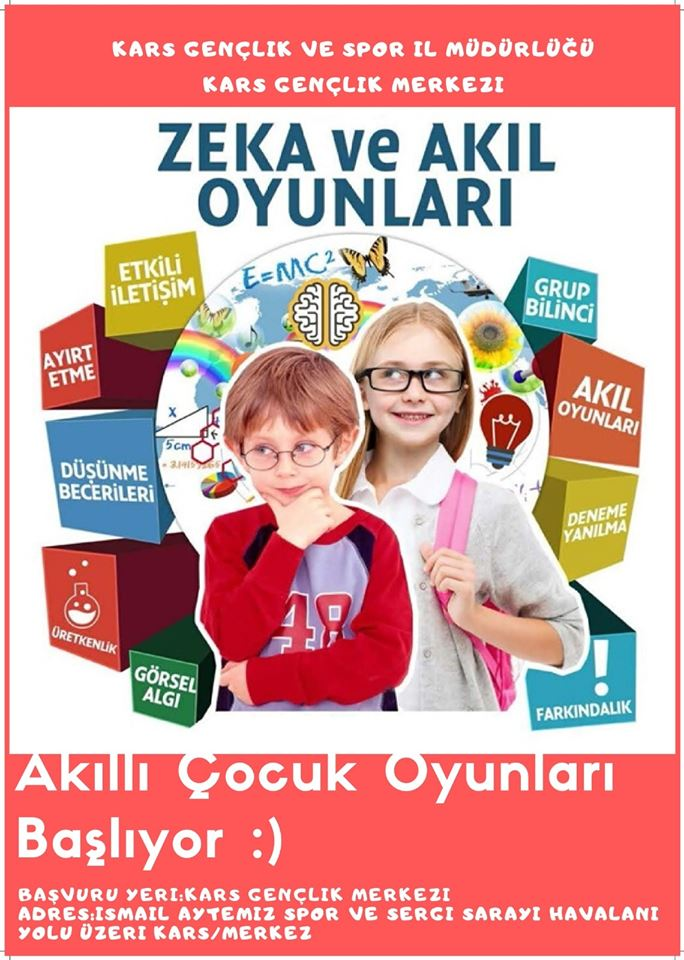 KARS GENÇLIK VE SPOR IL MÜDÜRLÜĞÜ
KARS GENÇLIK MERKEZI
ZEKA ve AKIL
OYUNLARI
ETKİLİ
İLETİŞİM
E=MC²
GRUP
BİLİNCİ
AYIRT
ETME
AKIL
OYUNLARI
X
5cm
3.14159265
DÜŞÜNME
BECERİLERİ
DENEME
YANILMA
ÜRETKENLİK
48
GÖRSEL
ALGI
!
FARKINDALIK
Akıllı Çocuk Oyunları
Başlıyor :)
BAŞVURU YERİ:KARS GENÇLIK MERKEZI
ADRES:ISMAIL AYTEMIZ SPOR VE SERGI SARAYI HAVALANI
YOLU ÜZERI KARS/MERKEZ